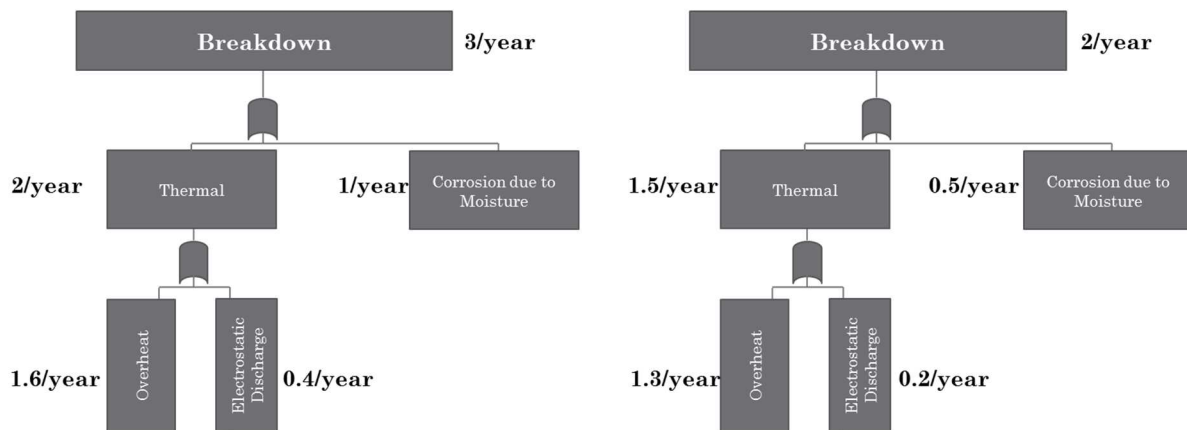 Breakdown
3/year
2/year
Thermal
1/year
Corrosion due to
Moisture
1.6/year
Overheat
Electrostatic
Discharge
0.4/year
Breakdown
2/year
1.5/year
Thermal
0.5/year
Corrosion due to
Moisture
1.3/year
Overheat
Electrostatic
Discharge
0.2/year